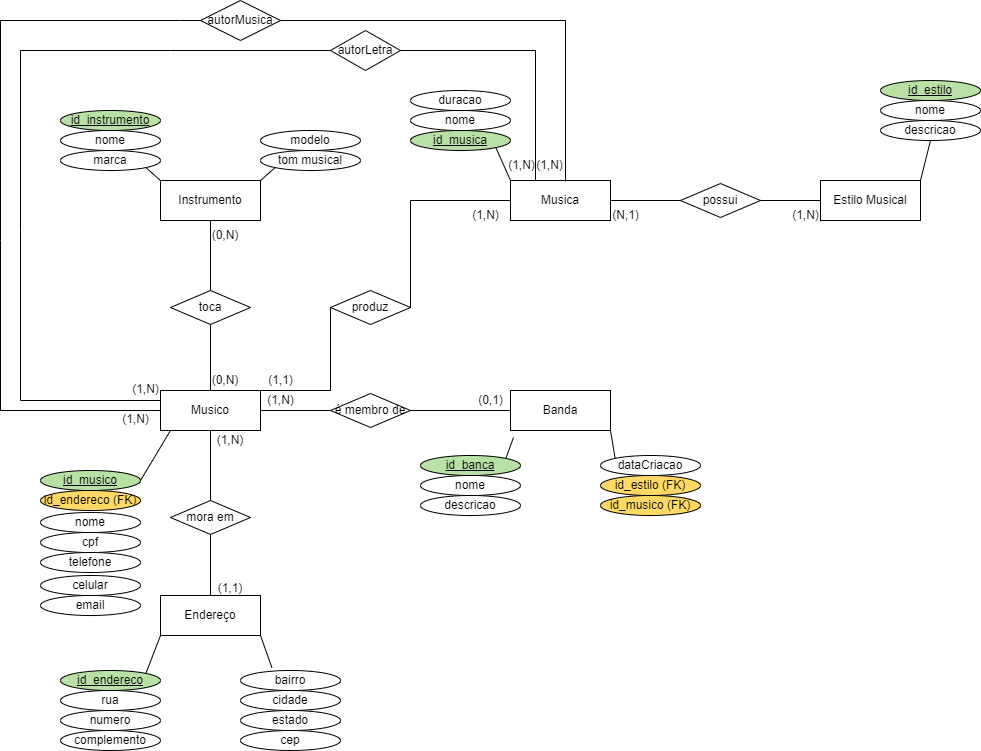 autorMusica
autorLetra
id_instrumento
nome
marca
modelo
tom musical
duracao
nome
id_musica
id_estilo
nome
descricao
(1,N)
(1,N)
Instrumento
Musica
possui
Estilo Musical
(1,N)
(N,1)
(1,N)
(0,N)
toca
produz
(0,N)
(1,1)
(1,N)
(1,N)
(0,1)
(1,N)
Musico
é membro de
Banda
(1,N)
id_musico
id_endereco (FK)
nome
cpf
telefone
celular
email
id_banca
nome
descricao
dataCriacao
id_estilo (FK)
id_musico (FK)
mora em
(1,1)
Endereço
id_endereco
rua
numero
complemento
bairro
cidade
estado
cep